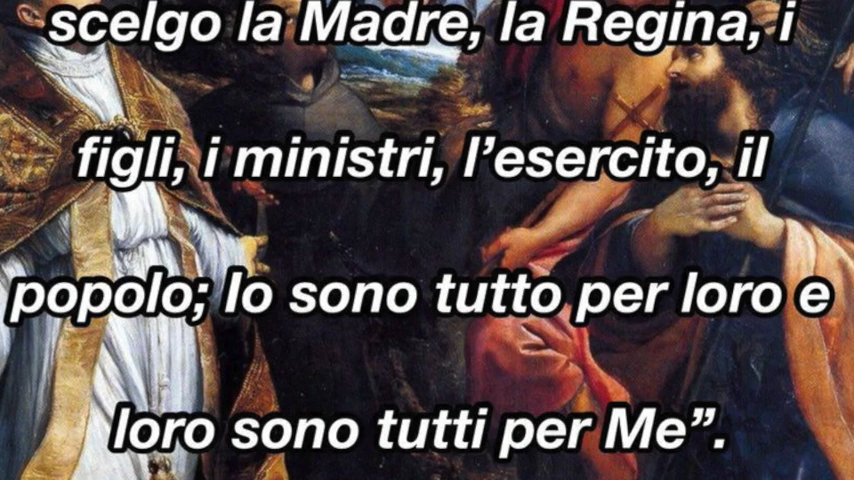 scelgo la Madre, la Regina, i
figli, i ministri, l’esercito, il
popolo; Io sono tutto per loro e
loro sono tutti per Me”.